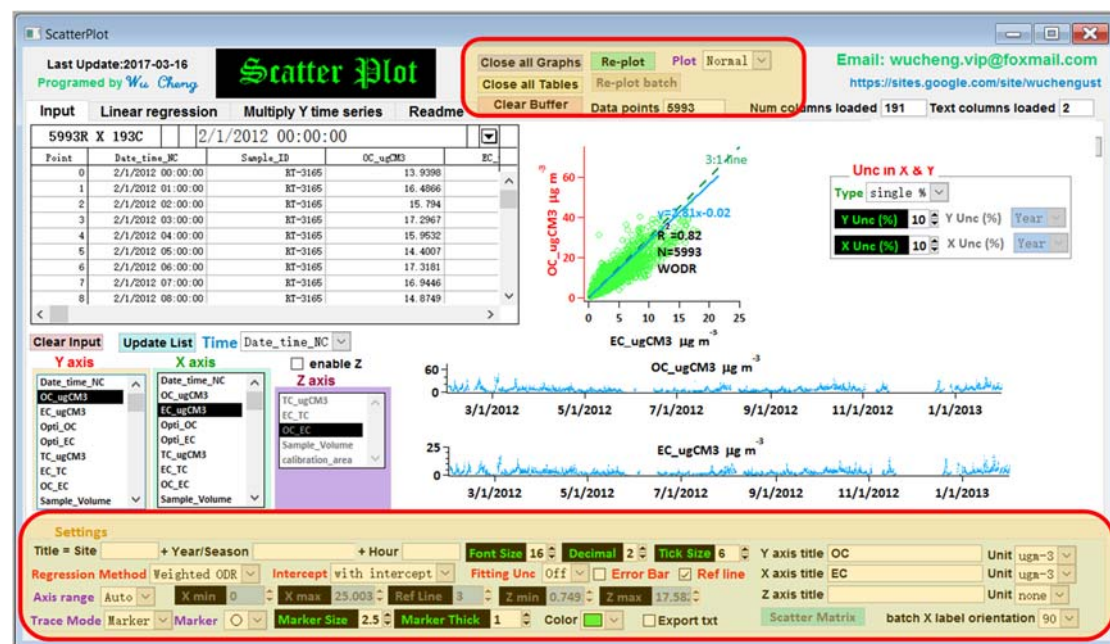 ScatterPlot
Last Update:2017-03-16
Programed by Wu Cheng
Scatter Plot
Close all Graphs Re-plot Plot Normal
Close all Tables Re-plot batch
Clear Buffer Data points 5993
Email: wucheng.vip@foxmail.com
https://sites.google.com/site/wuchengust
Num columns loaded 191 Text columns loaded 2
Input Linear regression Multiply Y time series Readme
5993R X 193C 2/1/2012 00:00:00
Point Date_time_NC Sample_ID OC_ugCM3 EC_
0 2/1/2012 00:00:00 RT-3165 13.9398
1 2/1/2012 01:00:00 RT-3165 16.4866
2 2/1/2012 02:00:00 RT-3165 15.794
3 2/1/2012 03:00:00 RT-3165 17.2967
4 2/1/2012 04:00:00 RT-3165 15.9532
5 2/1/2012 05:00:00 RT-3165 14.4007
6 2/1/2012 06:00:00 RT-3165 17.3181
7 2/1/2012 07:00:00 RT-3165 16.9446
8 2/1/2012 08:00:00 RT-3165 14.8749
OC_ugCM3 µg m-3
60
40
20
0
3:1 line
y=2.81x-0.02
R2=0.82
N=5993
WODR
0 5 10 15 20 25
EC_ugCM3 µg m-3
Unc in X & Y
Type single %
Y Unc (%) 10 Y Unc (%) Year
X Unc (%) 10 X Unc (%) Year
Clear Input Update List Time Date_time_NC
Y axis
Date_time_NC
OC_ugCM3
EC_ugCM3
Opti_OC
Opti_EC
TC_ugCM3
EC_TC
OC_EC
Sample_Volume
X axis
Date_time_NC
OC_ugCM3
EC_ugCM3
Opti_OC
Opti_EC
TC_ugCM3
EC_TC
OC_EC
Sample_Volume
enable Z
Z axis
TC_ugCM3
EC_TC
OC_EC
Sample_Volume
calibration_area
OC_ugCM3 µg m-3
60
0
3/1/2012 5/1/2012 7/1/2012 9/1/2012 11/1/2012 1/1/2013
EC_ugCM3 µg m-3
25
0
3/1/2012 5/1/2012 7/1/2012 9/1/2012 11/1/2012 1/1/2013
Settings
Title = Site + Year/Season + Hour Font Size 16 Decimal 2 Tick Size 6 Y axis title OC Unit ugm-3
Regression Method Weighted ODR Intercept with intercept Fitting Unc Off Error Bar Ref line X axis title EC Unit ugm-3
Axis range Auto X min 0 X max 25.003 Ref Line 3 Z min 0.749 Z max 17.58 Z axis title Unit none
Trace Mode Marker Marker Marker Size 2.5 Marker Thick 1 Color Export txt Scatter Matrix batch X label orientation 90